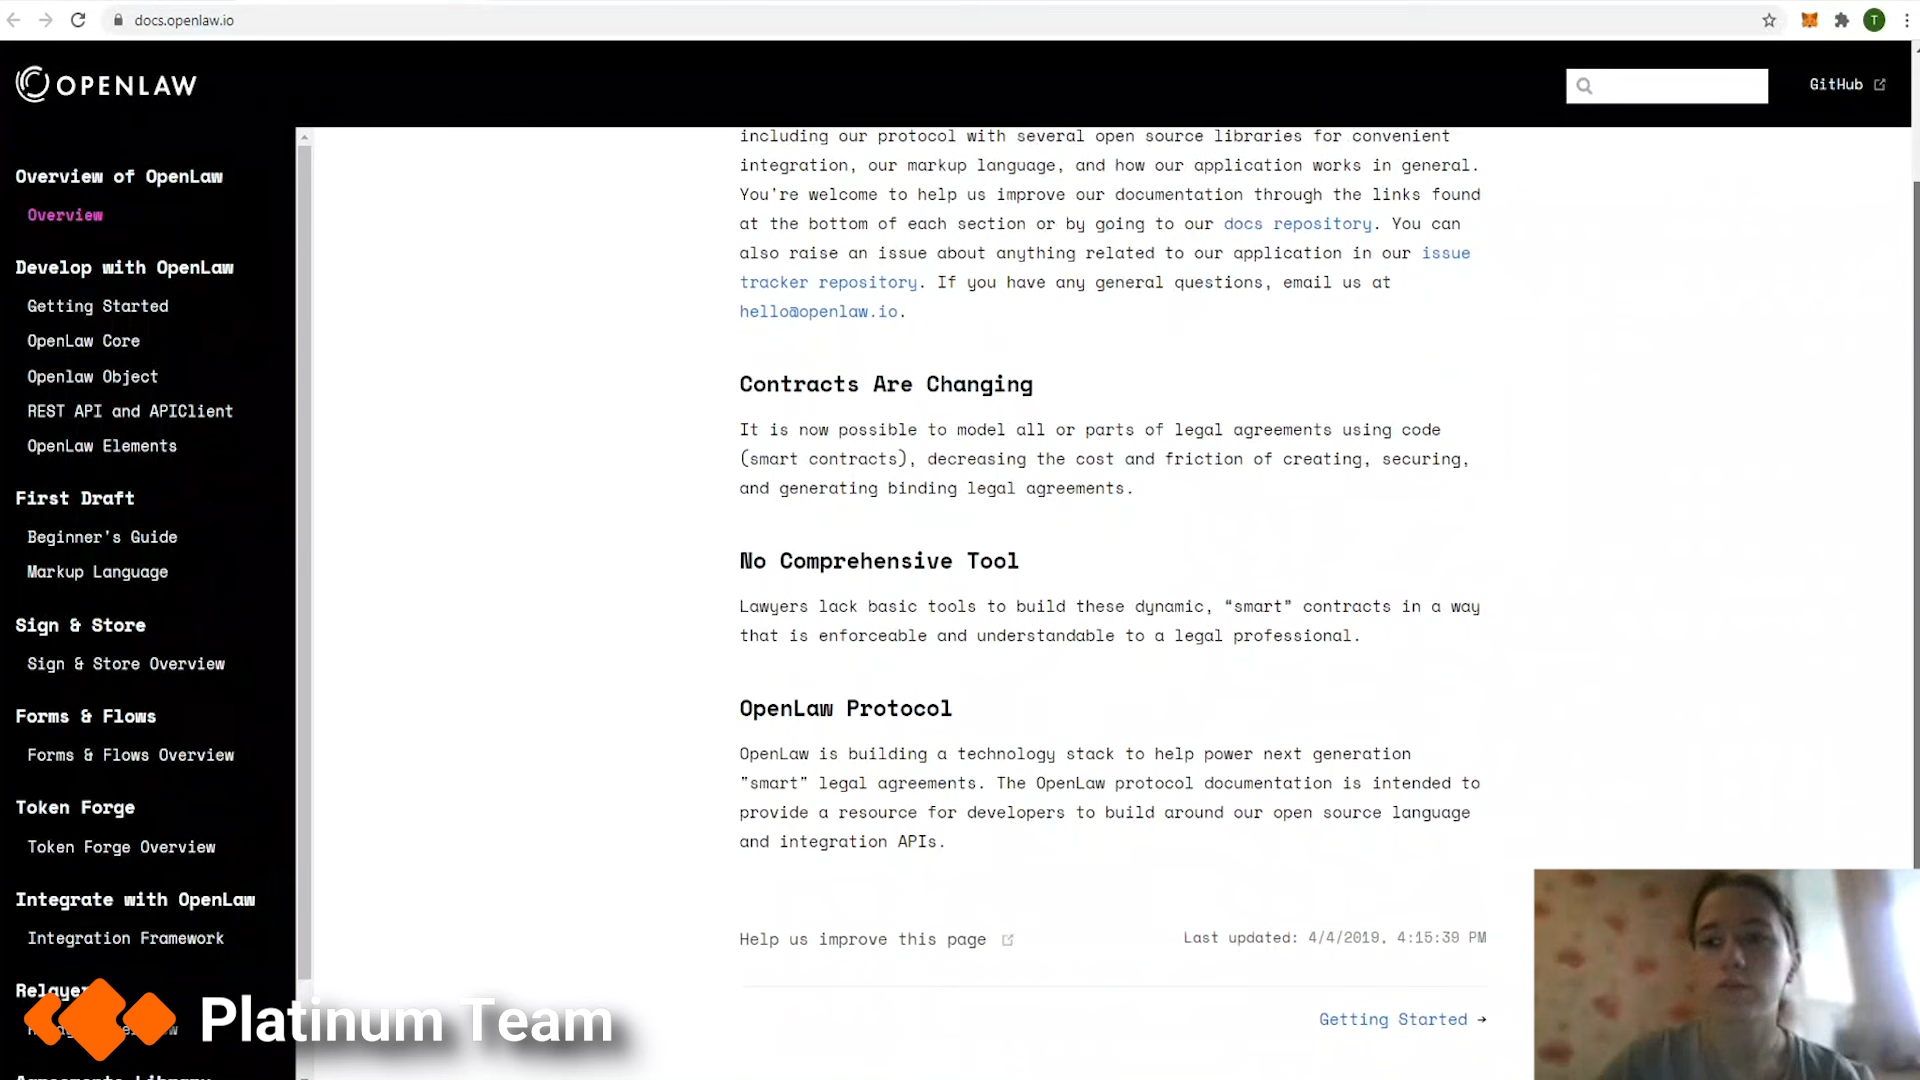 docs.openlaw.io
T
OPENLAW
GitHub
Overview of OpenLaw
Overview
Develop with OpenLaw
Getting Started
OpenLaw Core
Openlaw Object
REST API and APIClient
OpenLaw Elements
First Draft
Beginner's Guide
Markup Language
Sign & Store
Sign & Store Overview
Forms & Flows
Forms & Flows Overview
Token Forge
Token Forge Overview
Integrate with OpenLaw
Integration Framework
Relayer
Platinum Team
including our protocol with several open source libraries for convenient
integration, our markup language, and how our application works in general.
You're welcome to help us improve our documentation through the links found
at the bottom of each section or by going to our docs repository. You can
also raise an issue about anything related to our application in our issue
tracker repository. If you have any general questions, email us at
hello@openlaw.io.
Contracts Are Changing
It is now possible to model all or parts of legal agreements using code
(smart contracts), decreasing the cost and friction of creating, securing,
and generating binding legal agreements.
No Comprehensive Tool
Lawyers lack basic tools to build these dynamic, “smart” contracts in a way
that is enforceable and understandable to a legal professional.
OpenLaw Protocol
OpenLaw is building a technology stack to help power next generation
"smart" legal agreements. The OpenLaw protocol documentation is intended to
provide a resource for developers to build around our open source language
and integration APIs.
Help us improve this page
Last updated: 4/4/2019, 4:15:39 PM
Getting Started →